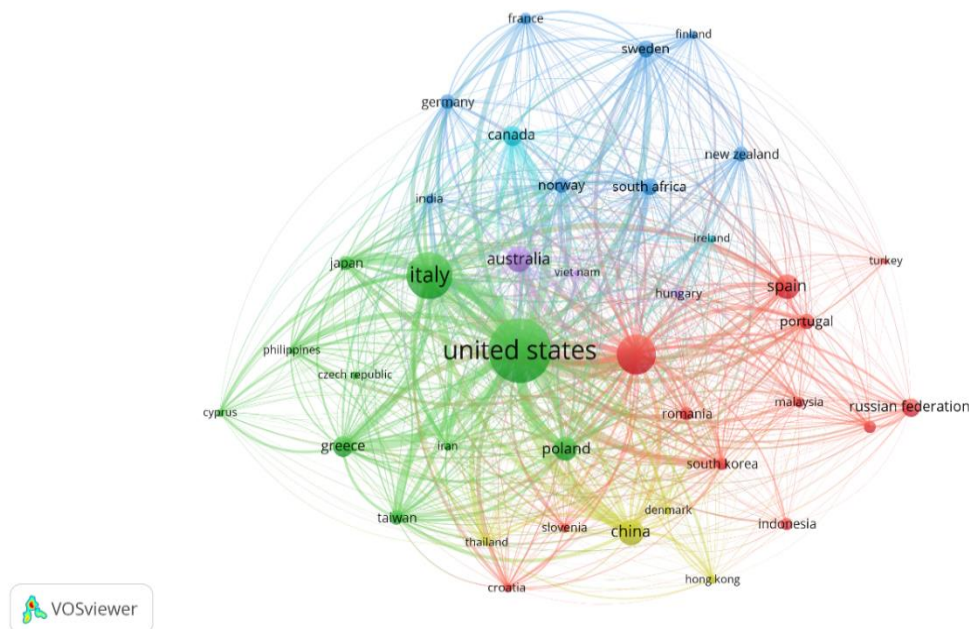 france
finland
sweden
germany
canada
new zealand
norway
south africa
india
ireland
australia
turkey
japan
italy
viet nam
spain
hungary
portugal
united states
philippines
czech republic
malaysia
russian federation
cyprus
romania
greece
iran
poland
south korea
denmark
taiwan
indonesia
slovenia
china
thailand
hong kong
croatia
VOSviewer